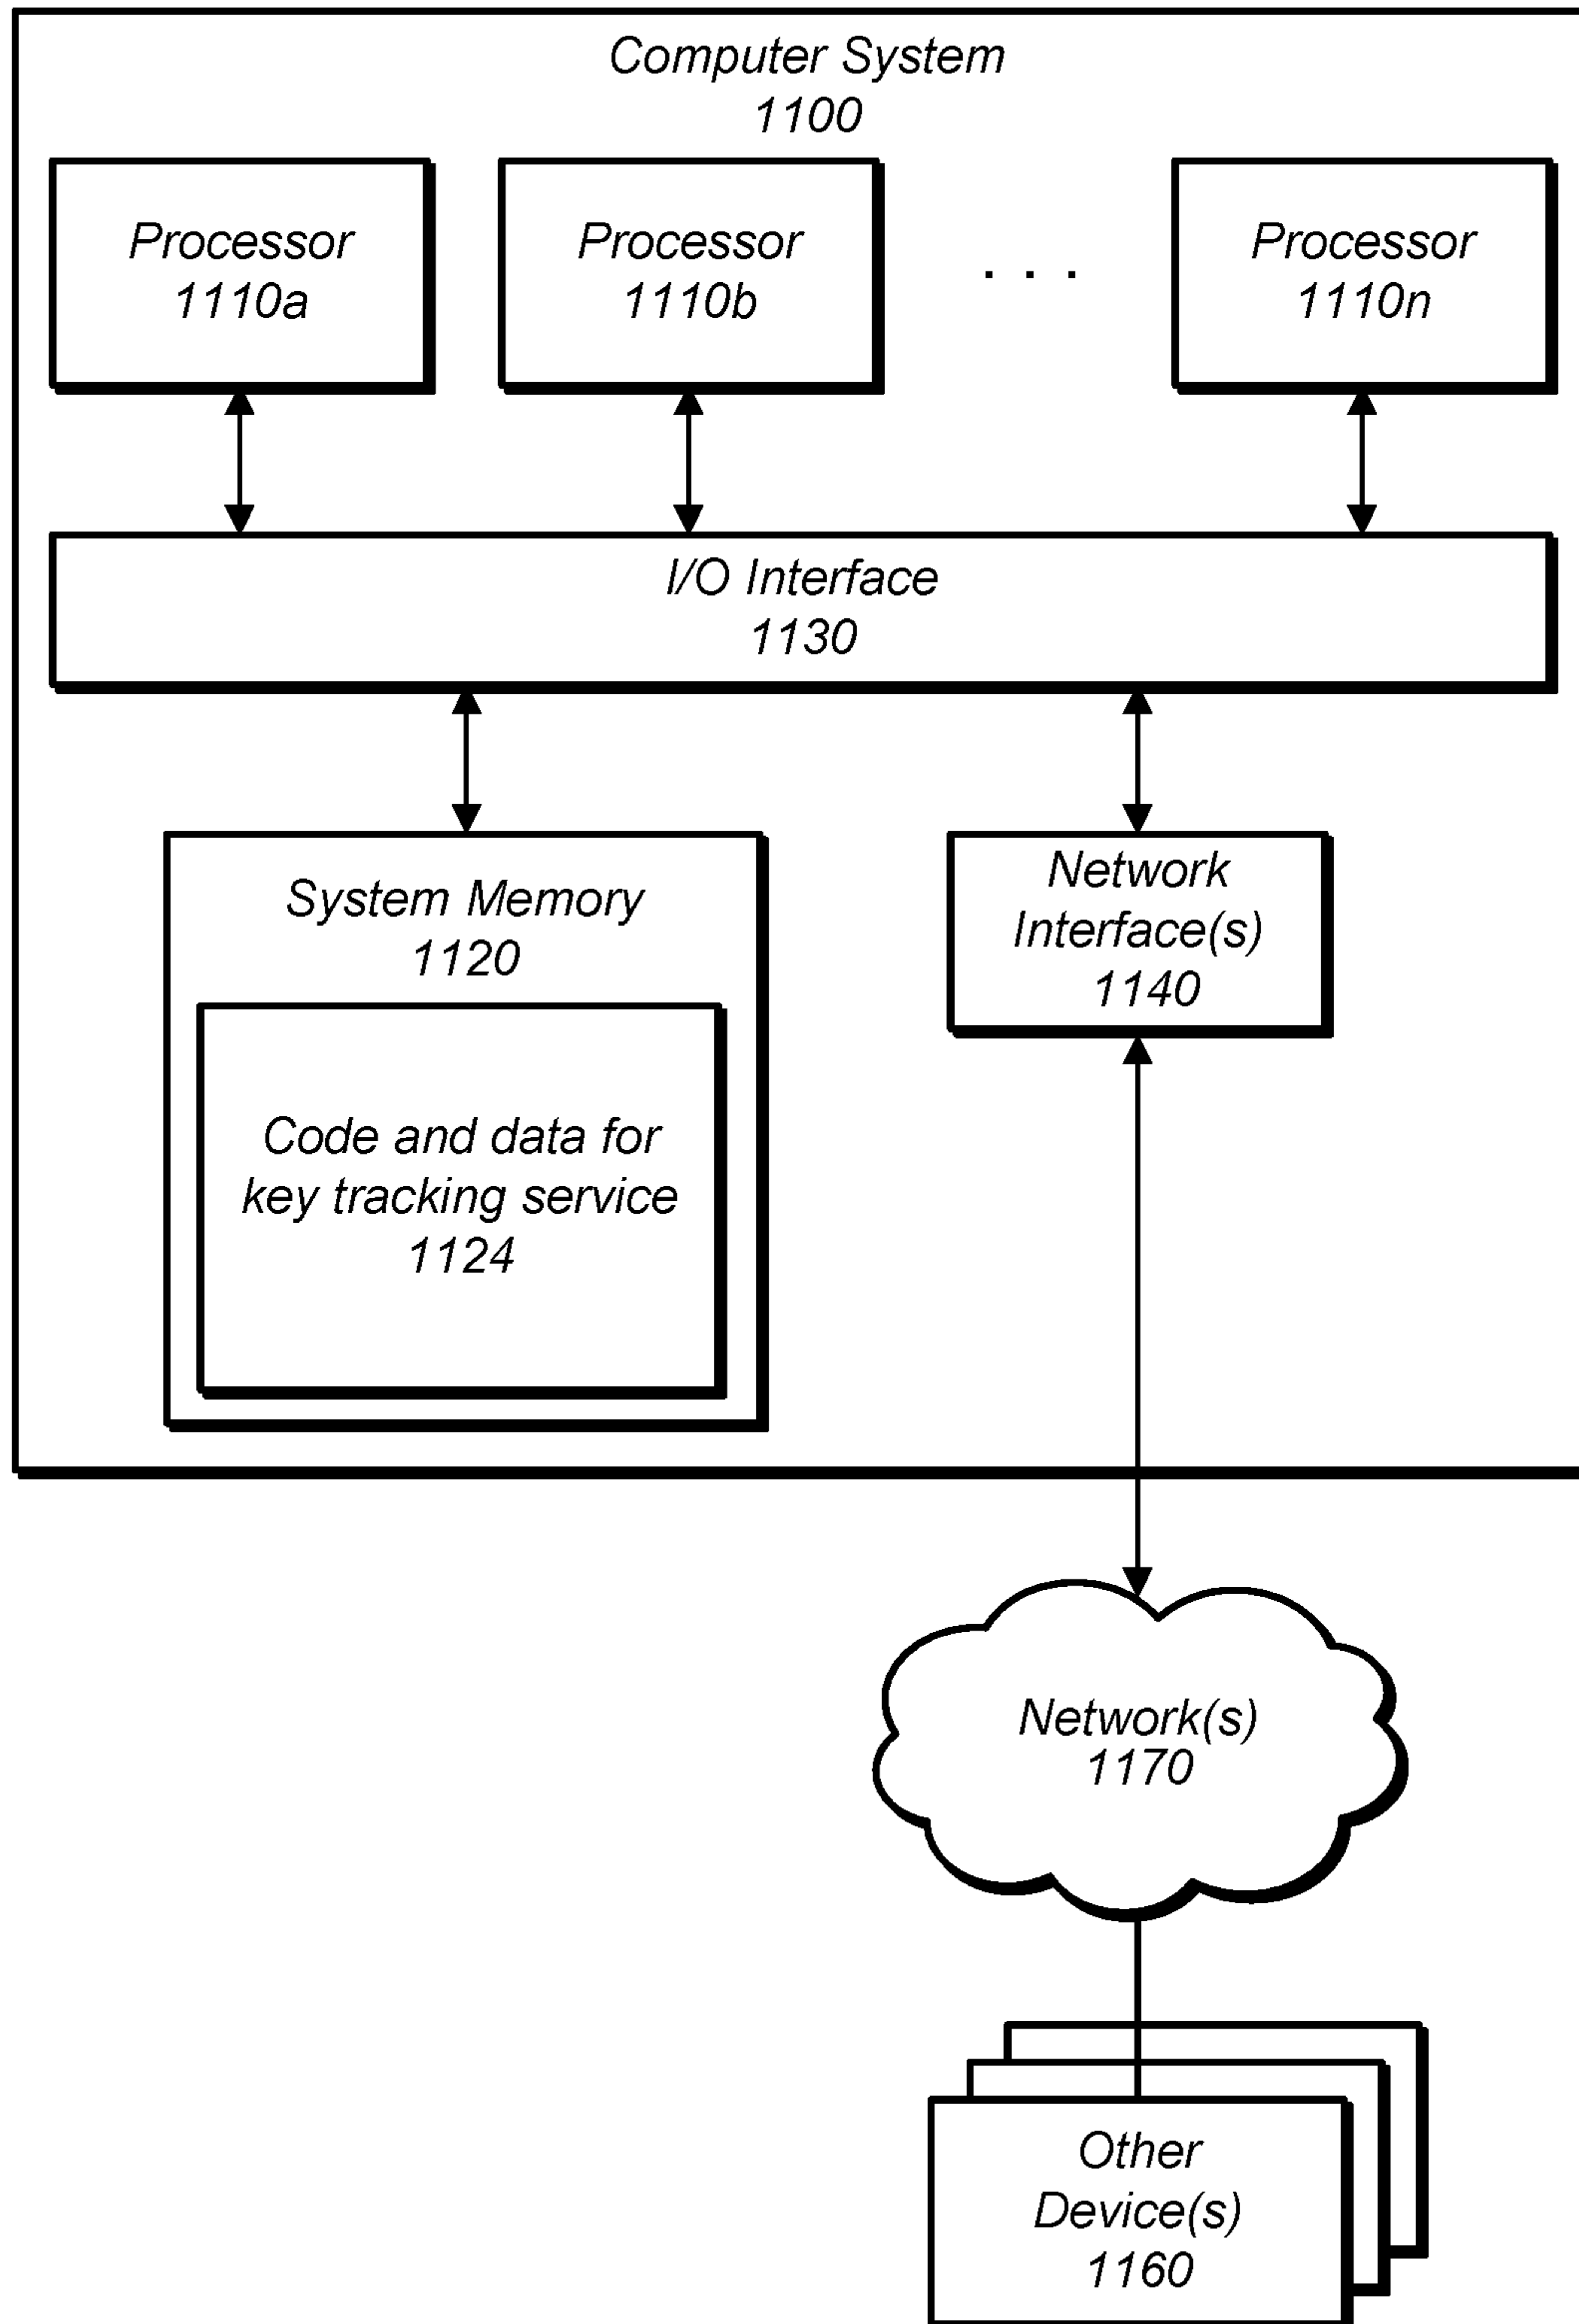 Computer System
1100
Processor
1110a
Processor
1110b
. . .
Processor
1110n
I/O Interface
1130
System Memory
1120
Code and data for
key tracking service
1124
Network
Interface(s)
1140
Network(s)
1170
Other
Device(s)
1160